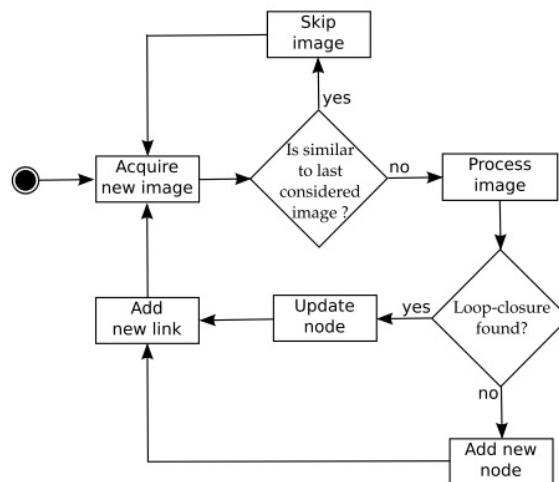 Skip
image
yes
Acquire
new image
Is similar
to last
considered
image ?
no
Process
image
Add
new link
Update
node
yes
Loop-closure
found?
no
Add new
node